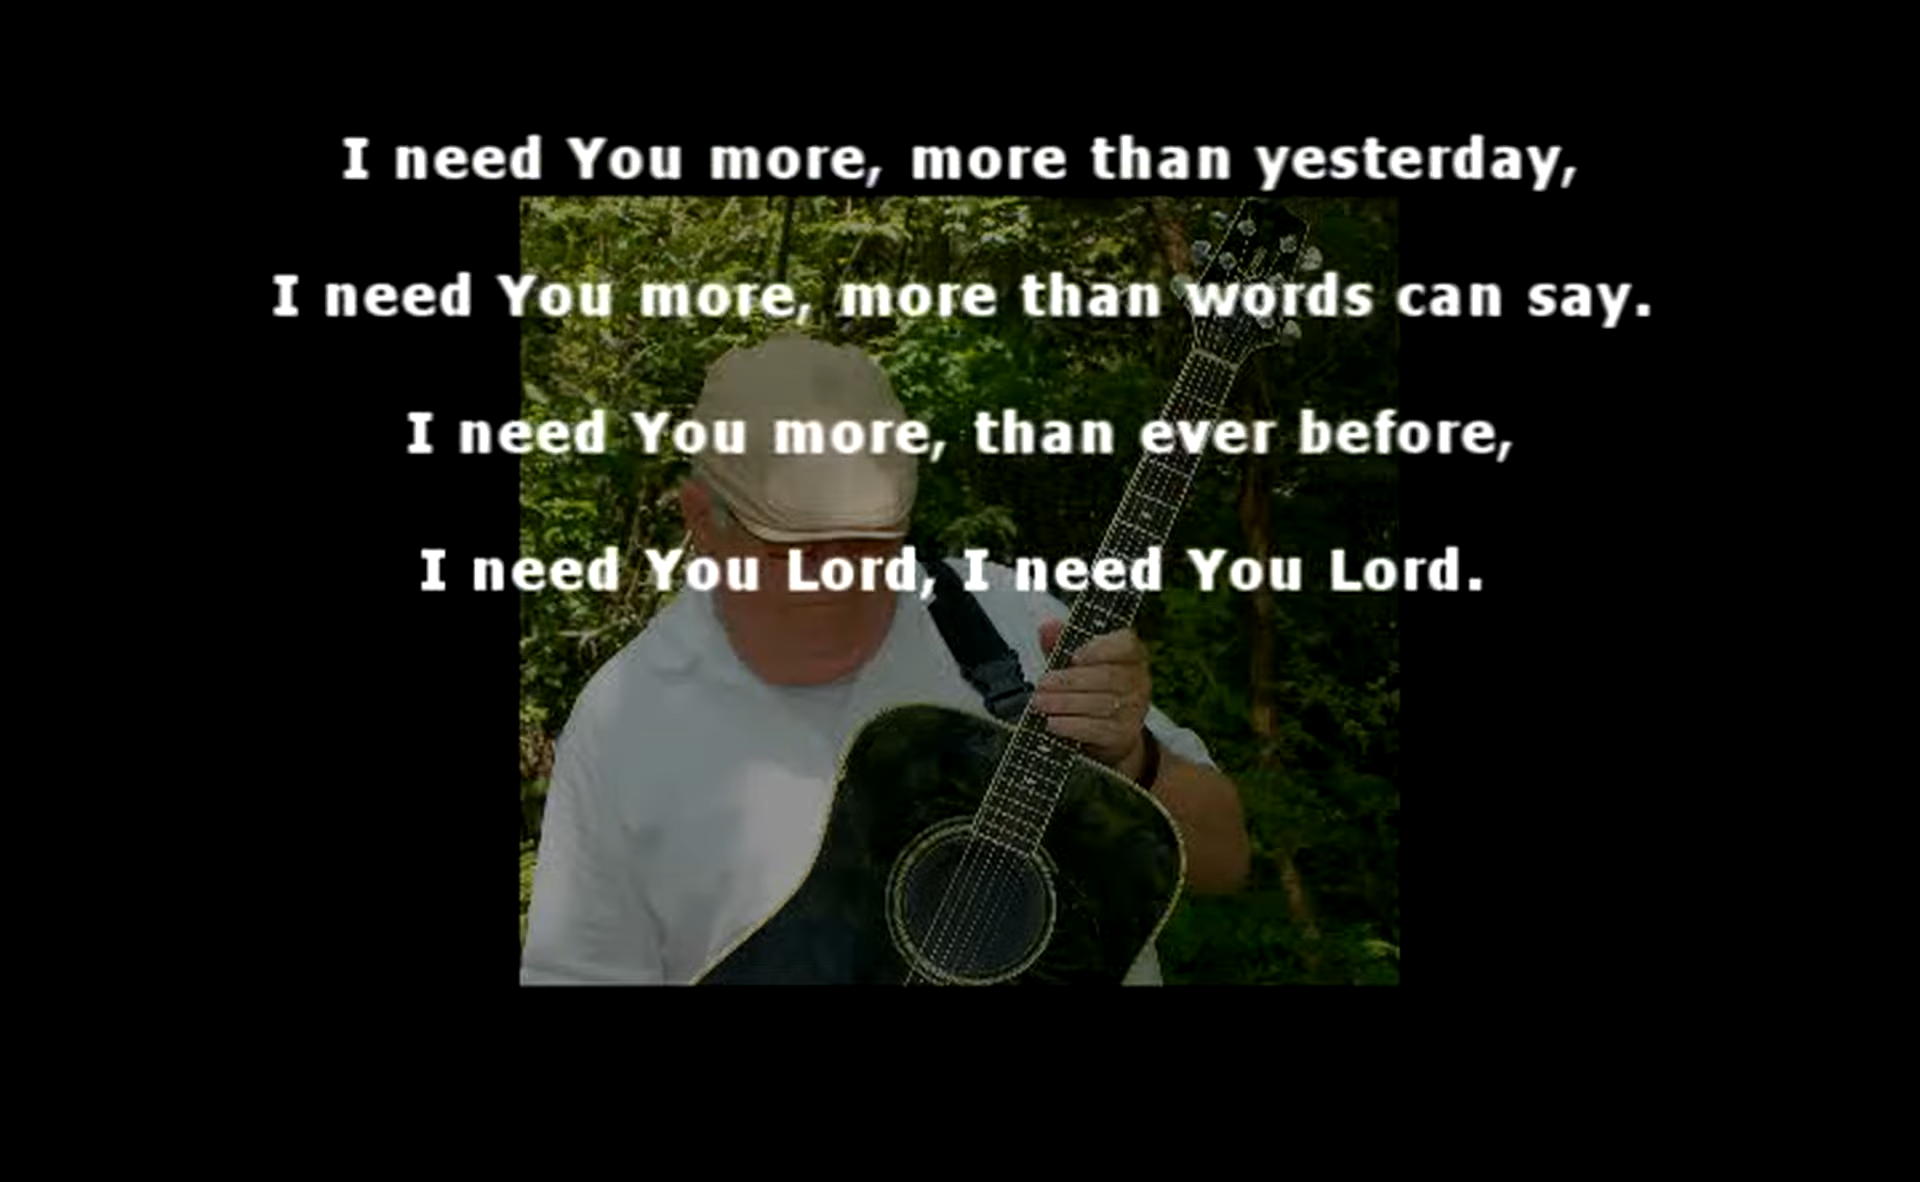 I need You more, more than yesterday,
I need You more, more than words can say.
I need You more, than ever before,
I need You Lord, I need You Lord.